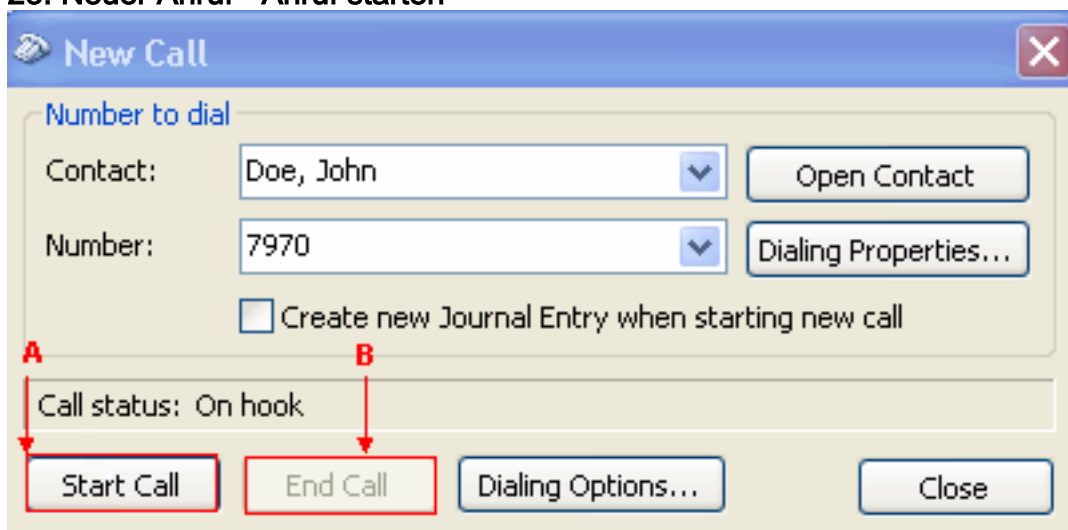 New Call
Number to dial
Contact: Doe, John Open Contact
Number: 7970 Dialing Properties...
Create new Journal Entry when starting new call
A B
Call status: On hook
Start Call End Call Dialing Options... Close